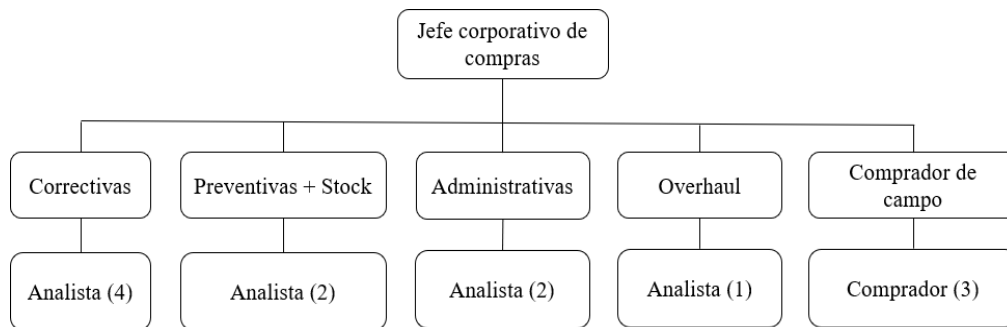 Jefe corporativo de
compras
Correctivas
Preventivas + Stock
Administrativas
Overhaul
Comprador de
campo
Analista (4)
Analista (2)
Analista (2)
Analista (1)
Comprador (3)